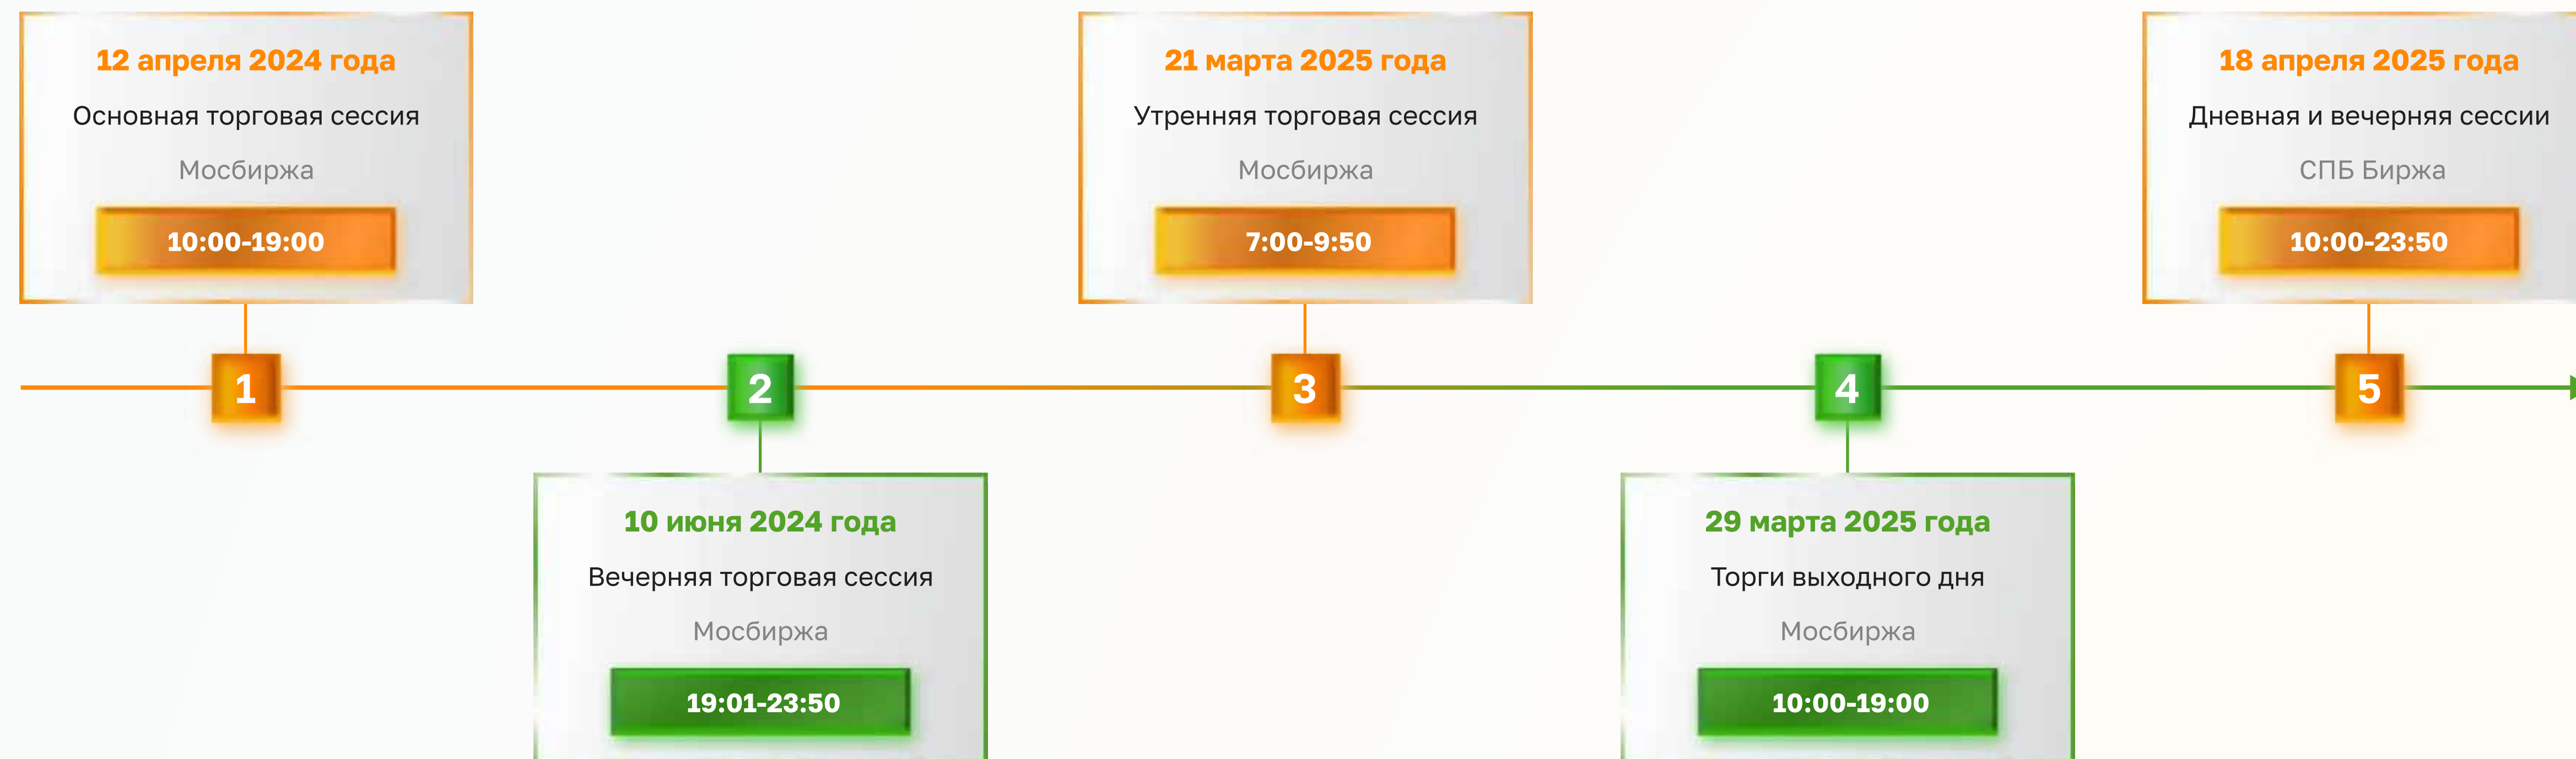 12 апреля 2024 года
Основная торговая сессия
Мосбиржа
10:00-19:00
1
2
10 июня 2024 года
Вечерняя торговая сессия
Мосбиржа
19:01-23:50
21 марта 2025 года
Утренняя торговая сессия
Мосбиржа
7:00-9:50
3
4
29 марта 2025 года
Торги выходного дня
Мосбиржа
10:00-19:00
18 апреля 2025 года
Дневная и вечерняя сессии
СПБ Биржа
10:00-23:50
5